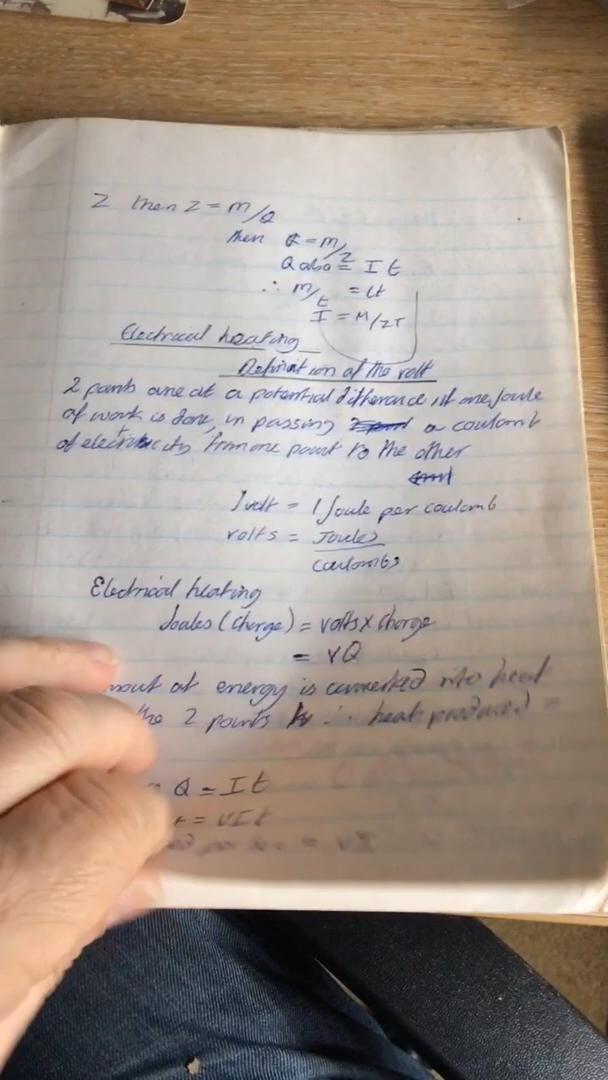 Z then Z = M/Q
then Q = M/Z
Q also = I t
∴ M/t = It
I = M/ZT
Electrical heating
Definition of the volt
2 points are at a potential difference if one Joule
of work is done, in passing a coulomb
of electricity from one point to the other
1 volt = 1 Joule per coulomb
volts = Joules
Coulombs
Electrical heating
Joules (Charge) = volts x charge
= VQ
of energy is converted into heat
the 2 points ∴ heat produced =
Q = I t
t = VIt